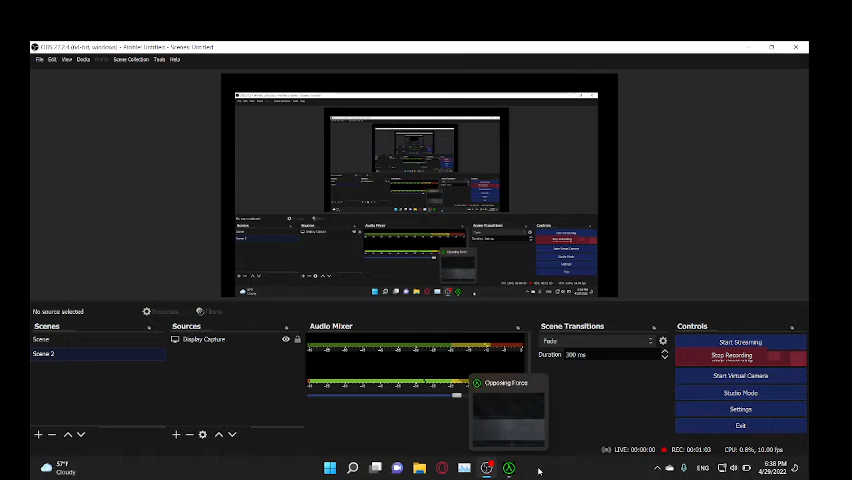 OBS 27.2.4 (64-bit, windows) - Profile: Untitled - Scenes: Untitled
File Edit View Docks Profile Scene Collection Tools Help
No source selected Properties Filters
Scenes Sources Audio Mixer Scene Transitions Controls
Scene Display Capture Fade Start Streaming
Scene 2 Duration 300 ms Stop Recording
Start Virtual Camera
Opposing Force
Studio Mode
Settings
Exit
LIVE: 00:00:00 REC: 00:01:03 CPU: 0.8%, 10.00 fps
57°F
Cloudy
ENG
6:38 PM
4/29/2022